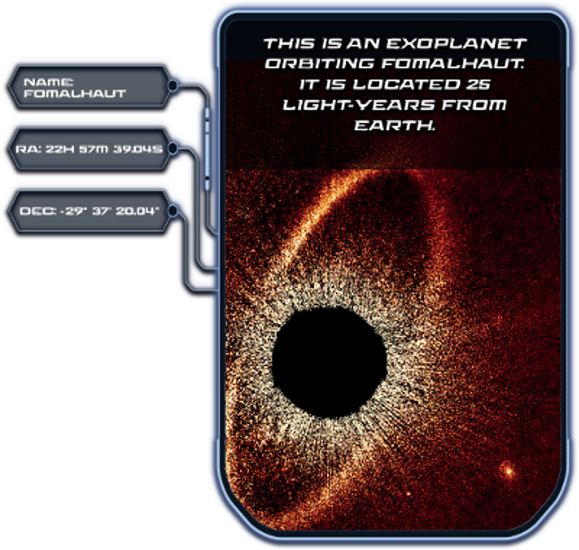 NAME:
FOMALHAUT
RA: 22H 57M 39.04S
DEC: -29° 37' 20.04"
THIS IS AN EXOPLANET
ORBITING FOMALHAUT.
IT IS LOCATED 25
LIGHT-YEARS FROM
EARTH.